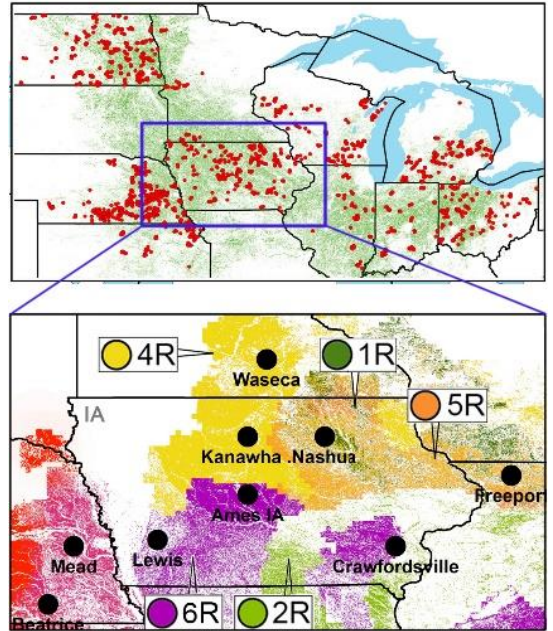 4R
1R
Waseca
IA
5R
Kanawha .Nashua
Freeport
Ames IA
Mead
Lewis
Crawfordsville
Beatrice
6R
2R